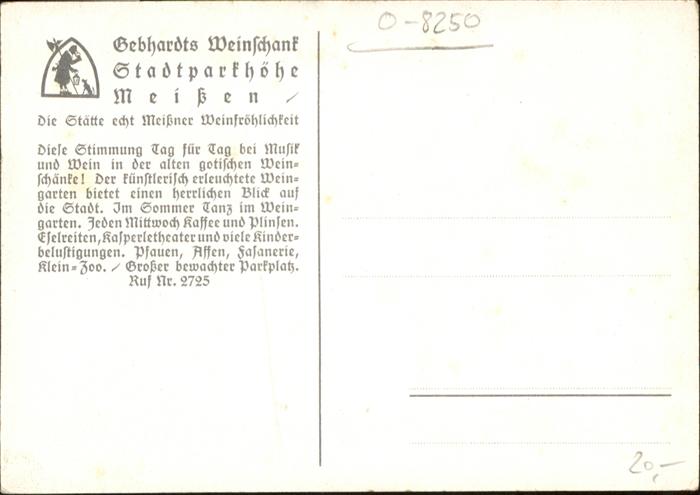 Gebhardts Weinschank
Stadtparkhöhe
Meißen
Die Stätte echt Meißner Weinfröhlichkeit
Diese Stimmung Tag für Tag bei Musik
und Wein in der alten gotischen Wein-
schänke! Der künstlerisch erleuchtete Wein-
garten bietet einen herrlichen Blick auf
die Stadt. Im Sommer Tanz im Wein-
garten. Jeden Mittwoch Kaffee und Plinsen.
Eselreiten, Kasperletheater und viele Kinder-
belustigungen. Pfauen, Affen, Fasanerie,
Klein-Zoo. / Großer bewachter Parkplatz.
Ruf Nr. 2725
O-8250
20,-